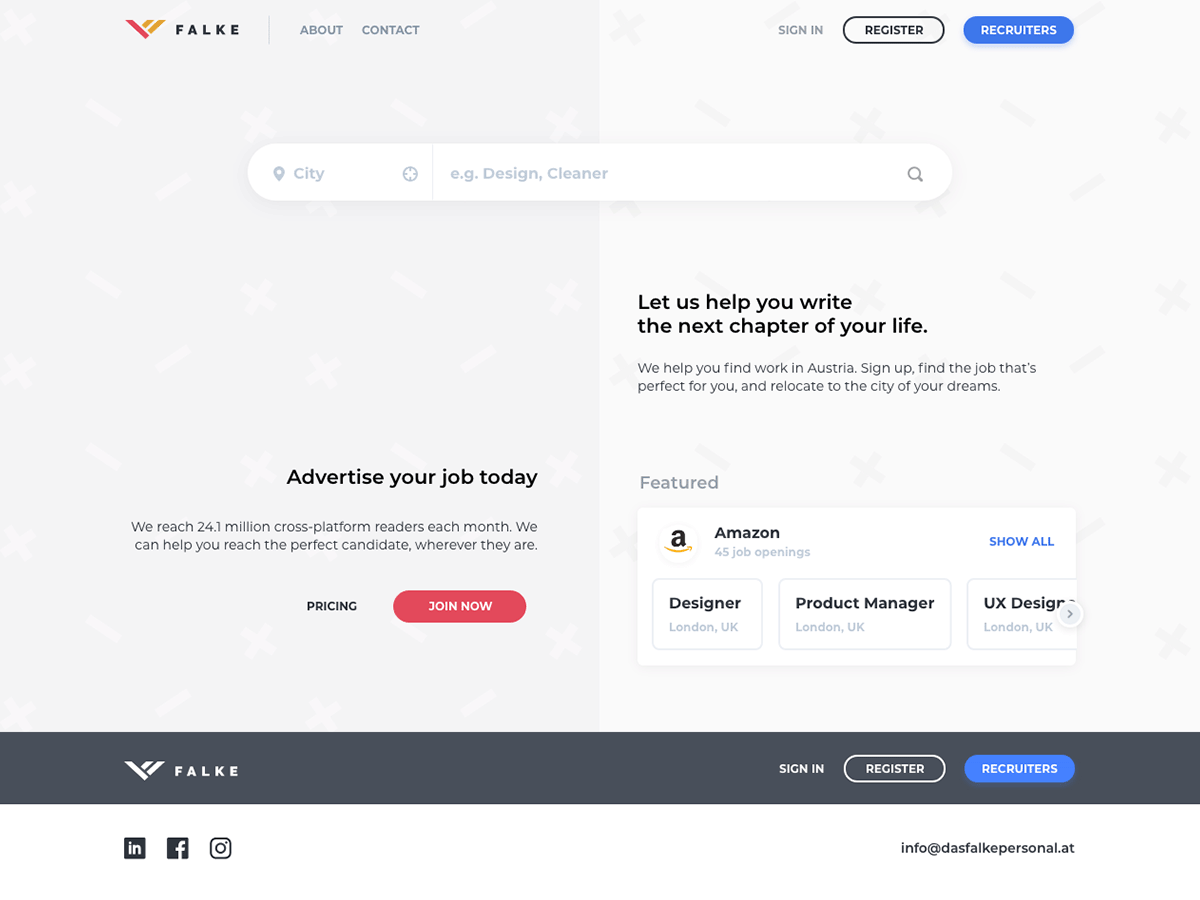 FALKE
ABOUT CONTACT
SIGN IN REGISTER RECRUITERS
City
e.g. Design, Cleaner
Let us help you write
the next chapter of your life.
We help you find work in Austria. Sign up, find the job that's
perfect for you, and relocate to the city of your dreams.
Advertise your job today
We reach 24.1 million cross-platform readers each month. We
can help you reach the perfect candidate, wherever they are.
PRICING JOIN NOW
Featured
a
Amazon
45 job openings
SHOW ALL
Designer
London, UK
Product Manager
London, UK
UX Designe
London, UK
FALKE
SIGN IN REGISTER RECRUITERS
in
info@dasfalkepersonal.at